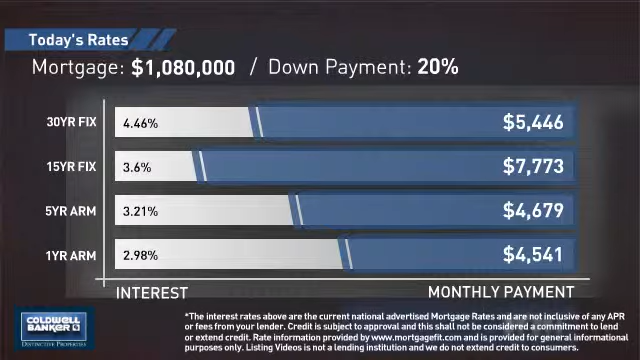 Today's Rates
Mortgage: $1,080,000 / Down Payment: 20%
30YR FIX 4.46% $5,446
15YR FIX 3.6% $7,773
5YR ARM 3.21% $4,679
1YR ARM 2.98% $4,541
INTEREST MONTHLY PAYMENT
COLDWELL
BANKER
DISTINCTIVE PROPERTIES
*The interest rates above are the current national advertised Mortgage Rates and are not inclusive of any APR
or fees from your lender. Credit is subject to approval and this shall not be considered a commitment to lend
or extend credit. Rate information provided by www.mortgagefit.com and is provided for general informational
purposes only. Listing Videos is not a lending institution and we do not extend credit to consumers.